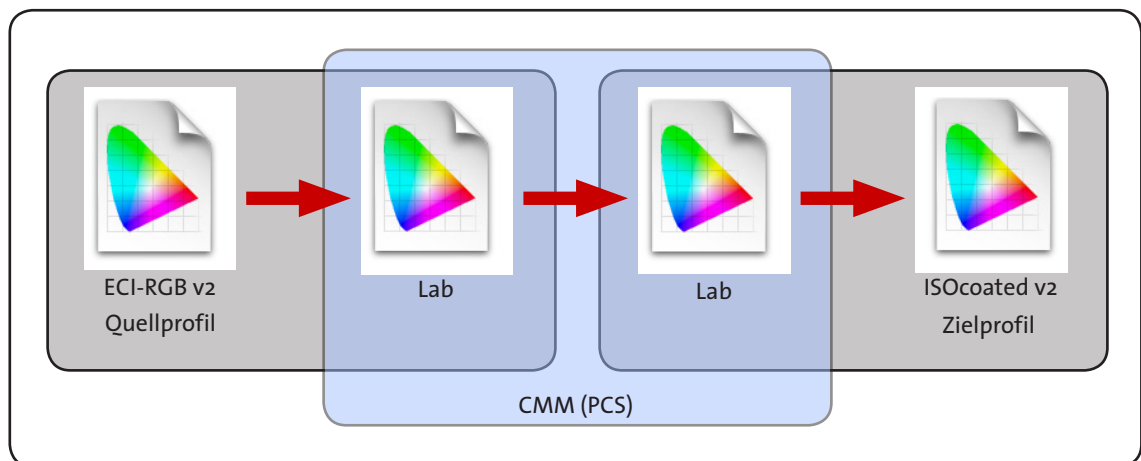 ECI-RGB v2
Quellprofil
Lab
Lab
ISOcoated v2
Zielprofil
CMM (PCS)